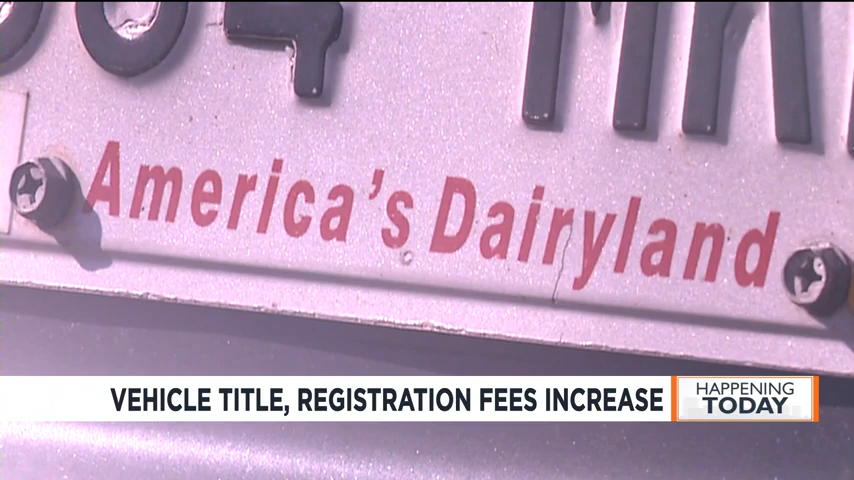 America's Dairyland
VEHICLE TITLE, REGISTRATION FEES INCREASE
HAPPENING
TODAY